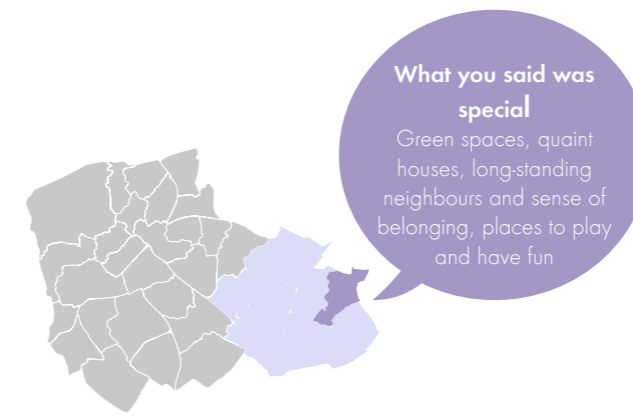 What you said was
special
Green spaces, quaint
houses, long-standing
neighbours and sense of
belonging, places to play
and have fun